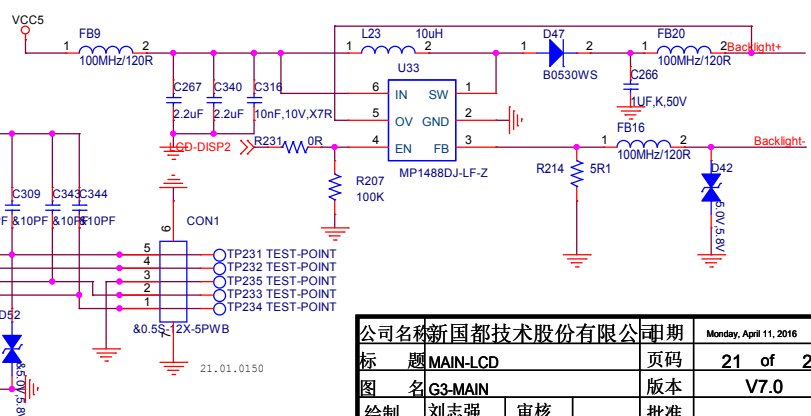 VCC5
FB9
1 2
100MHz/120R
L23 10uH
1 2
D47
1 2
B0530WS
FB20
1 2
100MHz/120R
Backlight+
C267
2.2uF
C340
2.2uF
C316
10nF,10V,X7R
U33
6 IN SW 1
5 OV GND 2
4 EN FB 3
MP1488DJ-LF-Z
C266
1UF,K,50V
LCD-DISP2
R231 0R
R207
100K
FB16
1 2
100MHz/120R
Backlight-
R214 5R1
D42
5.0V,5.8V
C309
C343
C344
&10PF
&10PF
&10PF
6
CON1
5
4
3
2
1
TP231 TEST-POINT
TP232 TEST-POINT
TP235 TEST-POINT
TP233 TEST-POINT
TP234 TEST-POINT
7
&0.5S-12X-5PWB
21.01.0150
D52
&5.0V,5.8V
公司名称 新国都技术股份有限公司 日期 Monday, April 11, 2016
标 题 MAIN-LCD 页码 21 of 2
图 名 G3-MAIN 版本 V7.0
绘制 刘志强 审核 批准